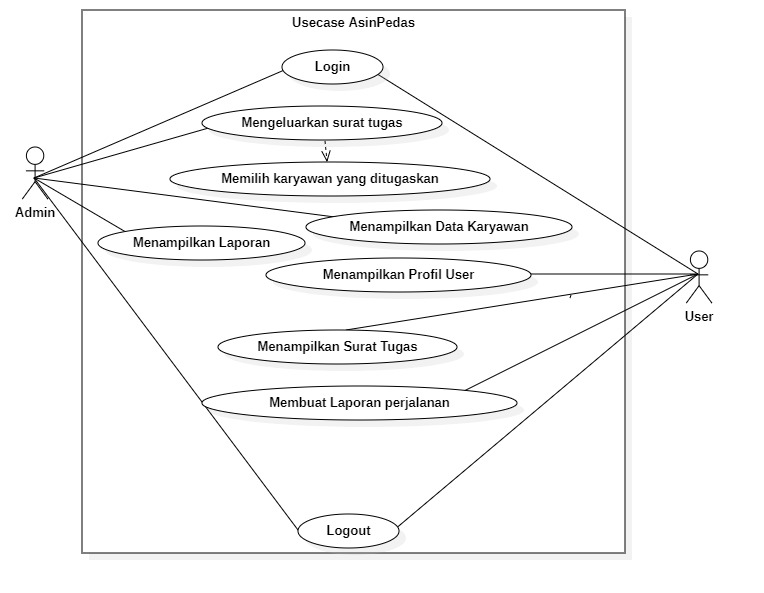 Usecase AsinPedas
Login
Mengeluarkan surat tugas
Memilih karyawan yang ditugaskan
Admin
Menampilkan Data Karyawan
Menampilkan Laporan
Menampilkan Profil User
User
Menampilkan Surat Tugas
Membuat Laporan perjalanan
Logout